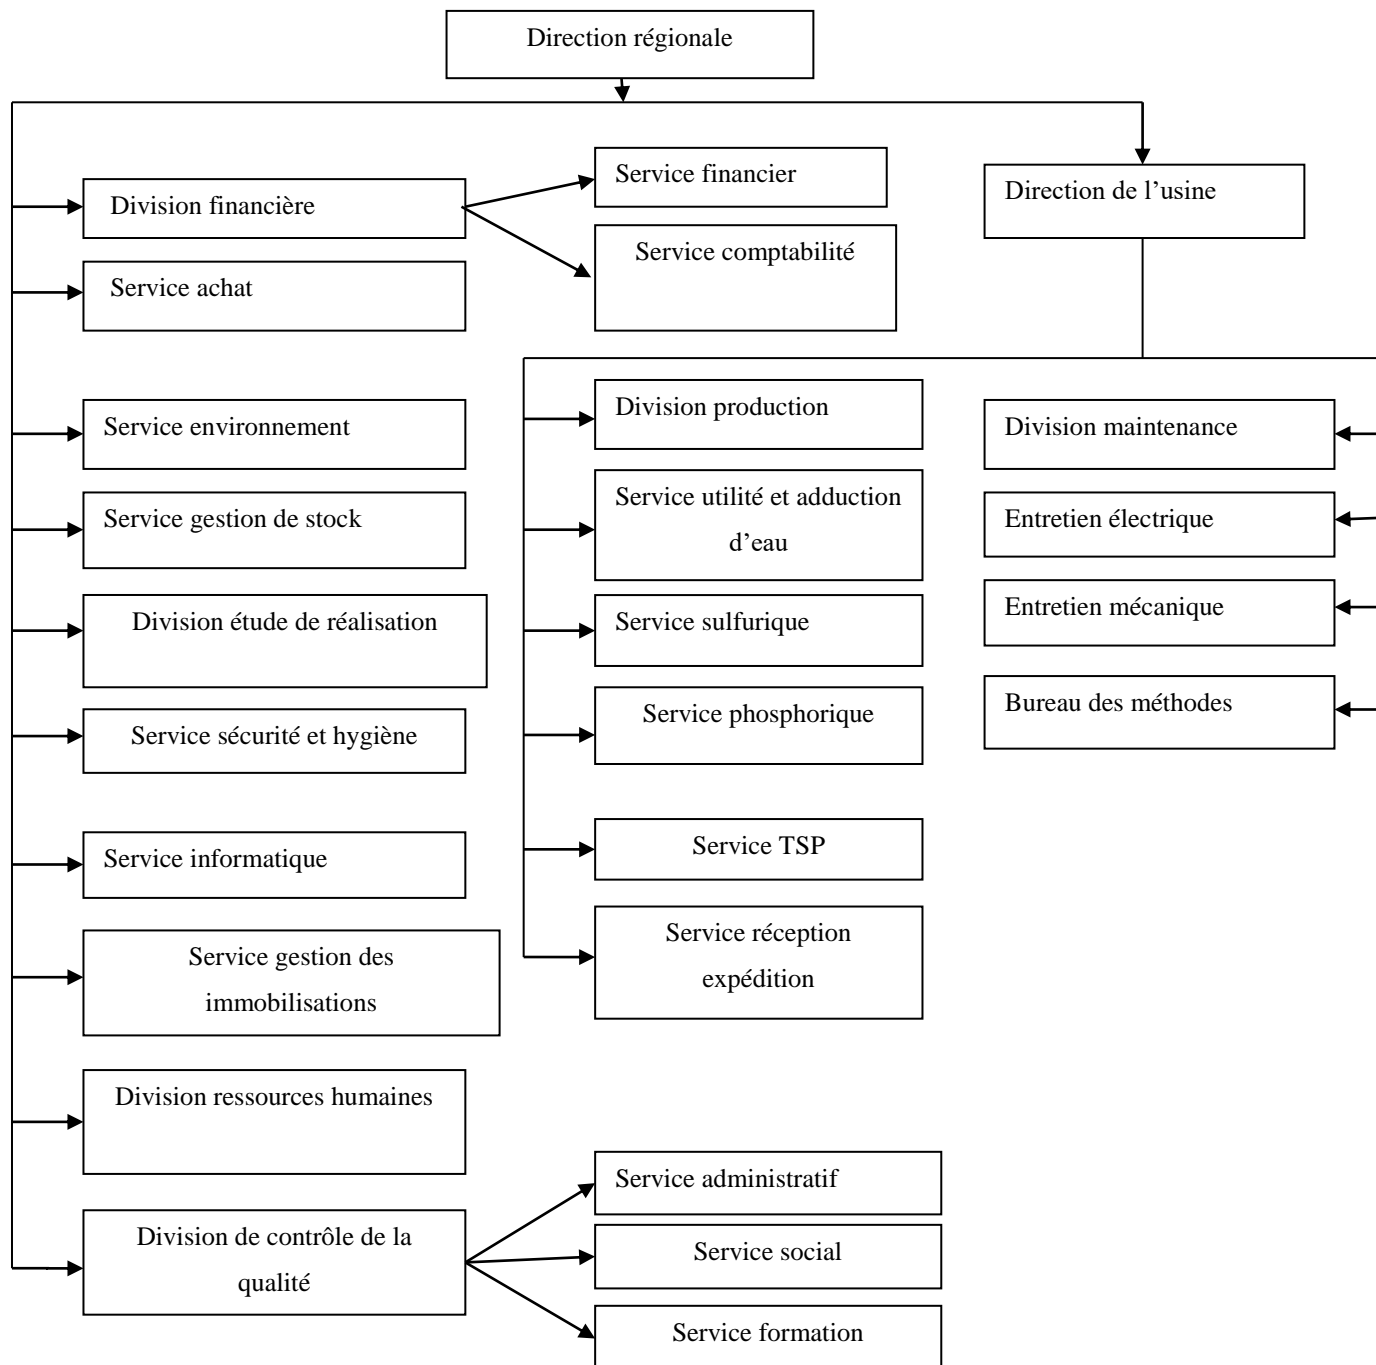 Direction régionale
Division financière
Service financier
Service comptabilité
Direction de l’usine
Service achat
Service environnement
Service gestion de stock
Division étude de réalisation
Service sécurité et hygiène
Service informatique
Service gestion des
immobilisations
Division ressources humaines
Division de contrôle de la
qualité
Division production
Service utilité et adduction
d’eau
Service sulfurique
Service phosphorique
Service TSP
Service réception
expédition
Division maintenance
Entretien électrique
Entretien mécanique
Bureau des méthodes
Service administratif
Service social
Service formation